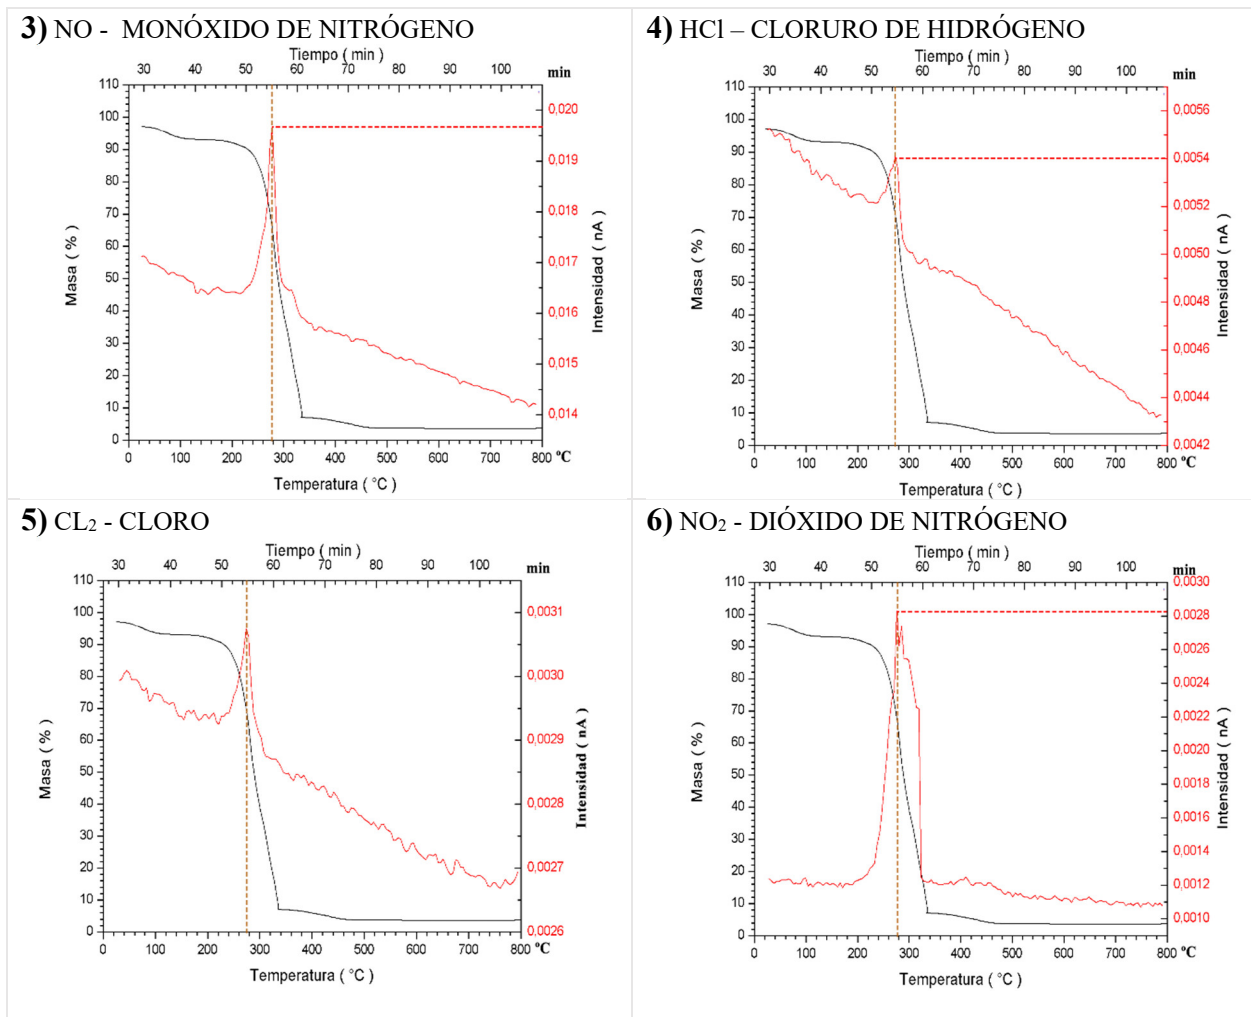 3) NO - MONÓXIDO DE NITRÓGENO
Tiempo ( min )
30 40 50 60 70 80 90 100 min
110
100
90
80
70
60
50
40
30
20
10
0
Masa ( % )
0,020
0,019
0,018
0,017
0,016
0,015
0,014
Intensidad ( nA )
0 100 200 300 400 500 600 700 800 ºC
Temperatura ( °C )
4) HCl – CLORURO DE HIDRÓGENO
Tiempo ( min )
30 40 50 60 70 80 90 100 min
110
100
90
80
70
60
50
40
30
20
10
0
Masa ( % )
0,0056
0,0054
0,0052
0,0050
0,0048
0,0046
0,0044
0,0042
Intensidad ( nA )
0 100 200 300 400 500 600 700 800 ºC
Temperatura ( °C )
5) CL₂ - CLORO
Tiempo ( min )
30 40 50 60 70 80 90 100 min
110
100
90
80
70
60
50
40
30
20
10
0
Masa ( % )
0,0031
0,0030
0,0029
0,0028
0,0027
0,0026
Intensidad ( nA )
0 100 200 300 400 500 600 700 800 ºC
Temperatura ( °C )
6) NO₂ - DIÓXIDO DE NITRÓGENO
Tiempo ( min )
30 40 50 60 70 80 90 100 min
110
100
90
80
70
60
50
40
30
20
10
0
Masa ( % )
0,0030
0,0028
0,0026
0,0024
0,0022
0,0020
0,0018
0,0016
0,0014
0,0012
0,0010
Intensidad ( nA )
0 100 200 300 400 500 600 700 800 ºC
Temperatura ( °C )